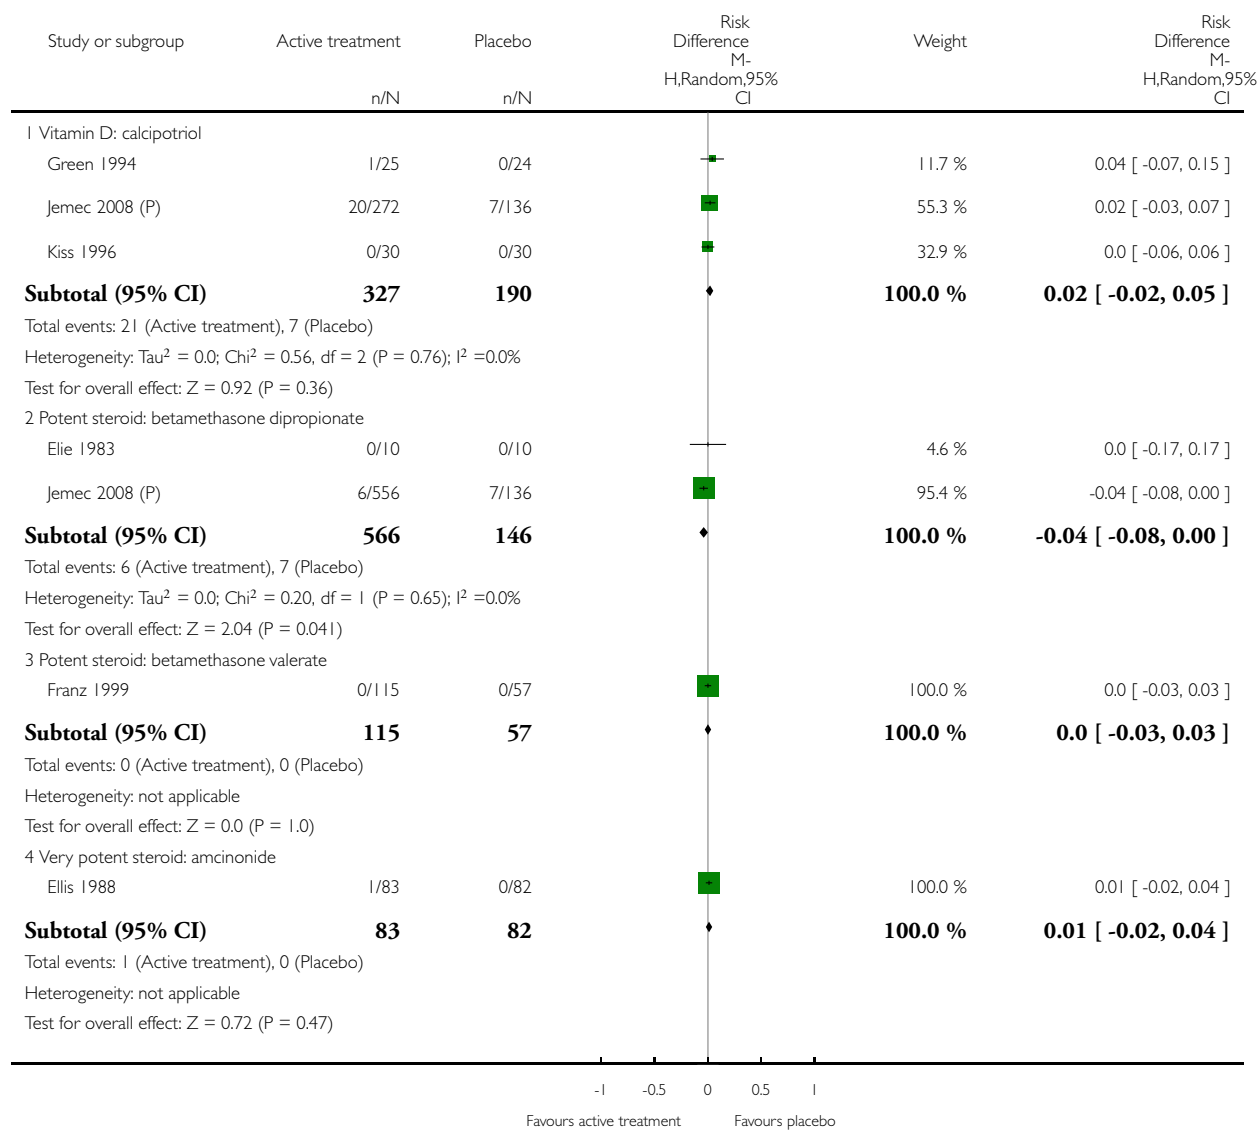 Study or subgroup Active treatment Placebo Risk Difference M-H,Random,95% CI Weight Risk Difference M-H,Random,95% CI
n/N n/N
1 Vitamin D: calcipotriol
Green 1994 1/25 0/24 11.7 % 0.04 [ -0.07, 0.15 ]
Jemec 2008 (P) 20/272 7/136 55.3 % 0.02 [ -0.03, 0.07 ]
Kiss 1996 0/30 0/30 32.9 % 0.0 [ -0.06, 0.06 ]
Subtotal (95% CI) 327 190 100.0 % 0.02 [ -0.02, 0.05 ]
Total events: 21 (Active treatment), 7 (Placebo)
Heterogeneity: Tau² = 0.0; Chi² = 0.56, df = 2 (P = 0.76); I² =0.0%
Test for overall effect: Z = 0.92 (P = 0.36)
2 Potent steroid: betamethasone dipropionate
Elie 1983 0/10 0/10 4.6 % 0.0 [ -0.17, 0.17 ]
Jemec 2008 (P) 6/556 7/136 95.4 % -0.04 [ -0.08, 0.00 ]
Subtotal (95% CI) 566 146 100.0 % -0.04 [ -0.08, 0.00 ]
Total events: 6 (Active treatment), 7 (Placebo)
Heterogeneity: Tau² = 0.0; Chi² = 0.20, df = 1 (P = 0.65); I² =0.0%
Test for overall effect: Z = 2.04 (P = 0.041)
3 Potent steroid: betamethasone valerate
Franz 1999 0/115 0/57 100.0 % 0.0 [ -0.03, 0.03 ]
Subtotal (95% CI) 115 57 100.0 % 0.0 [ -0.03, 0.03 ]
Total events: 0 (Active treatment), 0 (Placebo)
Heterogeneity: not applicable
Test for overall effect: Z = 0.0 (P = 1.0)
4 Very potent steroid: amcinonide
Ellis 1988 1/83 0/82 100.0 % 0.01 [ -0.02, 0.04 ]
Subtotal (95% CI) 83 82 100.0 % 0.01 [ -0.02, 0.04 ]
Total events: 1 (Active treatment), 0 (Placebo)
Heterogeneity: not applicable
Test for overall effect: Z = 0.72 (P = 0.47)
-1 -0.5 0 0.5 1
Favours active treatment Favours placebo